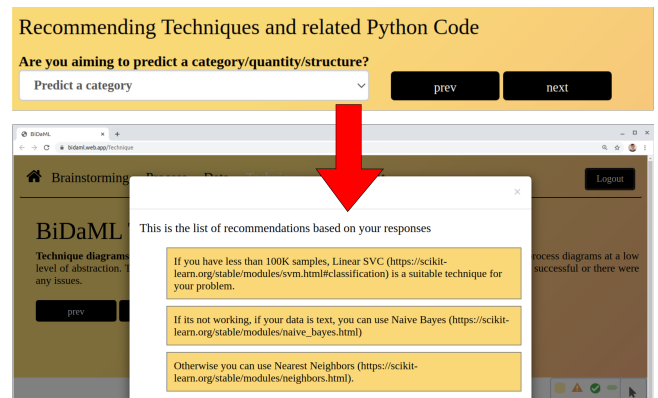 Recommending Techniques and related Python Code
Are you aiming to predict a category/quantity/structure?
Predict a category
prev next
BiDaML
bidaml.web.app/Technique
Brainstorming
Logout
BiDaML
This is the list of recommendations based on your responses
Technique diagrams
process diagrams at a low
level of abstraction.
successful or there were
any issues.
prev
If you have less than 100K samples, Linear SVC (https://scikit-
learn.org/stable/modules/svm.html#classification) is a suitable technique for
your problem.
If its not working, if your data is text, you can use Naive Bayes (https://scikit-
learn.org/stable/modules/naive_bayes.html)
Otherwise you can use Nearest Neighbors (https://scikit-
learn.org/stable/modules/neighbors.html).